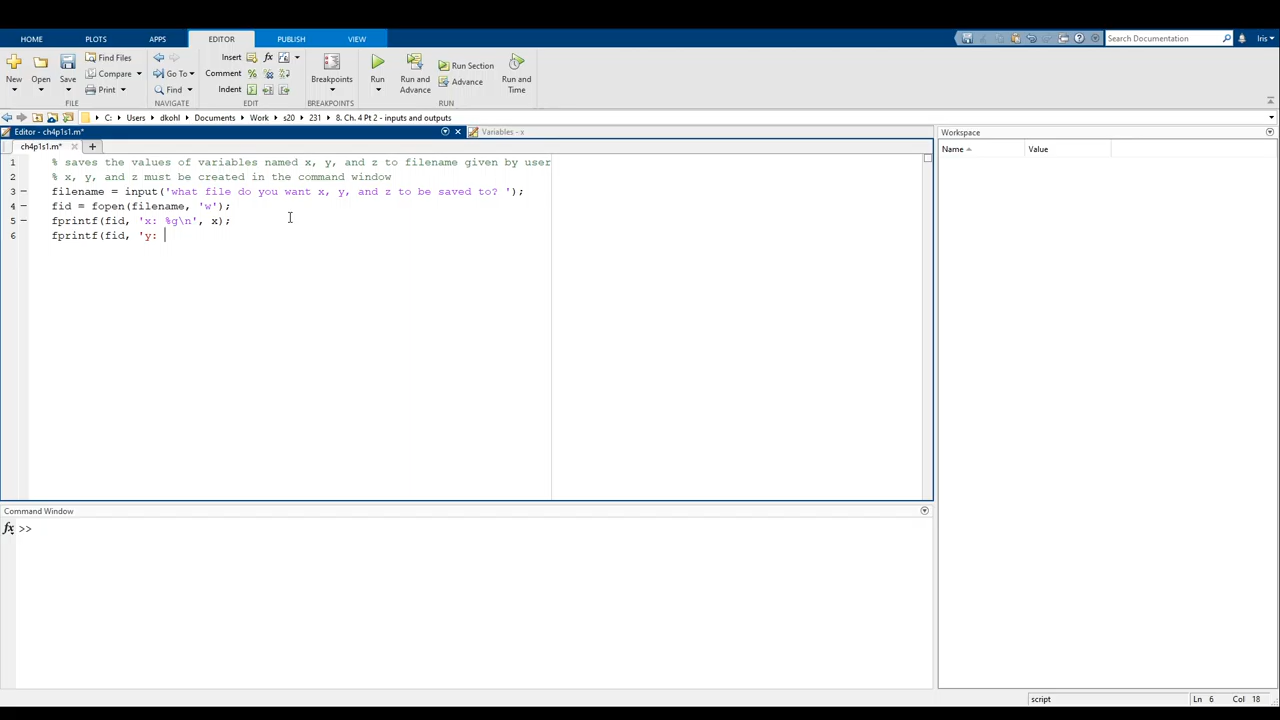 HOME PLOTS APPS EDITOR PUBLISH VIEW Search Documentation Iris
New Open Save Find Files Compare Print Go To Find Insert fx Comment Indent Breakpoints Run Run and Advance Run Section Advance Run and Time
FILE NAVIGATE EDIT BREAKPOINTS RUN
C: Users dkohl Documents Work s20 231 8. Ch. 4 Pt 2 - inputs and outputs
Editor - ch4p1s1.m* Variables - x Workspace
ch4p1s1.m* Name Value
1 % saves the values of variables named x, y, and z to filename given by user
2 % x, y, and z must be created in the command window
3 filename = input('what file do you want x, y, and z to be saved to? ');
4 fid = fopen(filename, 'w');
5 fprintf(fid, 'x: %g\n', x);
6 fprintf(fid, 'y:
Command Window
fx >>
script Ln 6 Col 18